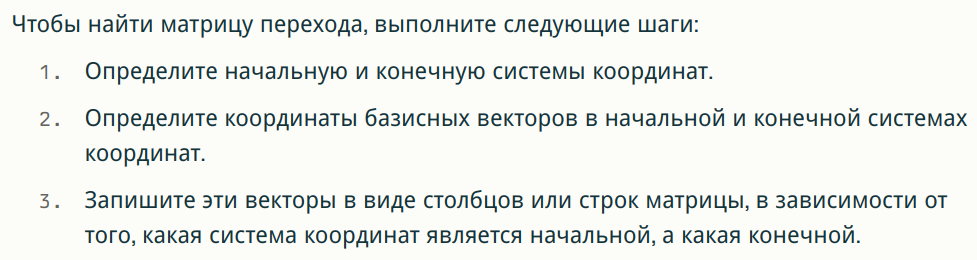 Чтобы найти матрицу перехода, выполните следующие шаги:
1. Определите начальную и конечную системы координат.
2. Определите координаты базисных векторов в начальной и конечной системах
координат.
3. Запишите эти векторы в виде столбцов или строк матрицы, в зависимости от
того, какая система координат является начальной, а какая конечной.